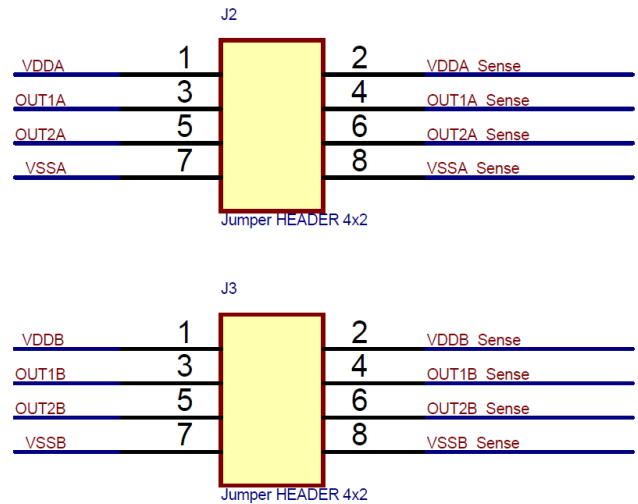 J2
1 2
VDDA VDDA_Sense
3 4
OUT1A OUT1A_Sense
5 6
OUT2A OUT2A_Sense
7 8
VSSA VSSA_Sense
Jumper HEADER 4x2
J3
1 2
VDDB VDDB_Sense
3 4
OUT1B OUT1B_Sense
5 6
OUT2B OUT2B_Sense
7 8
VSSB VSSB_Sense
Jumper HEADER 4x2